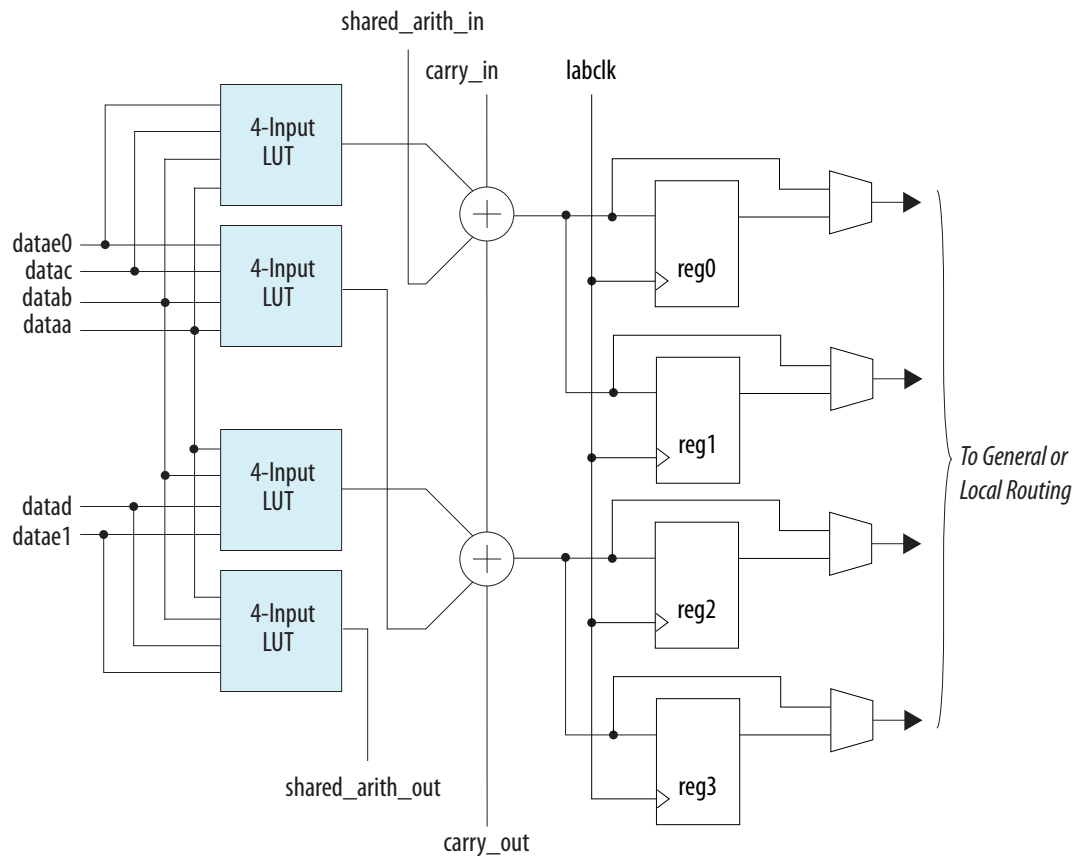 shared_arith_in
carry_in
labclk
4-Input
LUT
datae0
datac
datab
dataa
4-Input
LUT
reg0
reg1
4-Input
LUT
datad
datae1
To General or
Local Routing
4-Input
LUT
reg2
reg3
shared_arith_out
carry_out